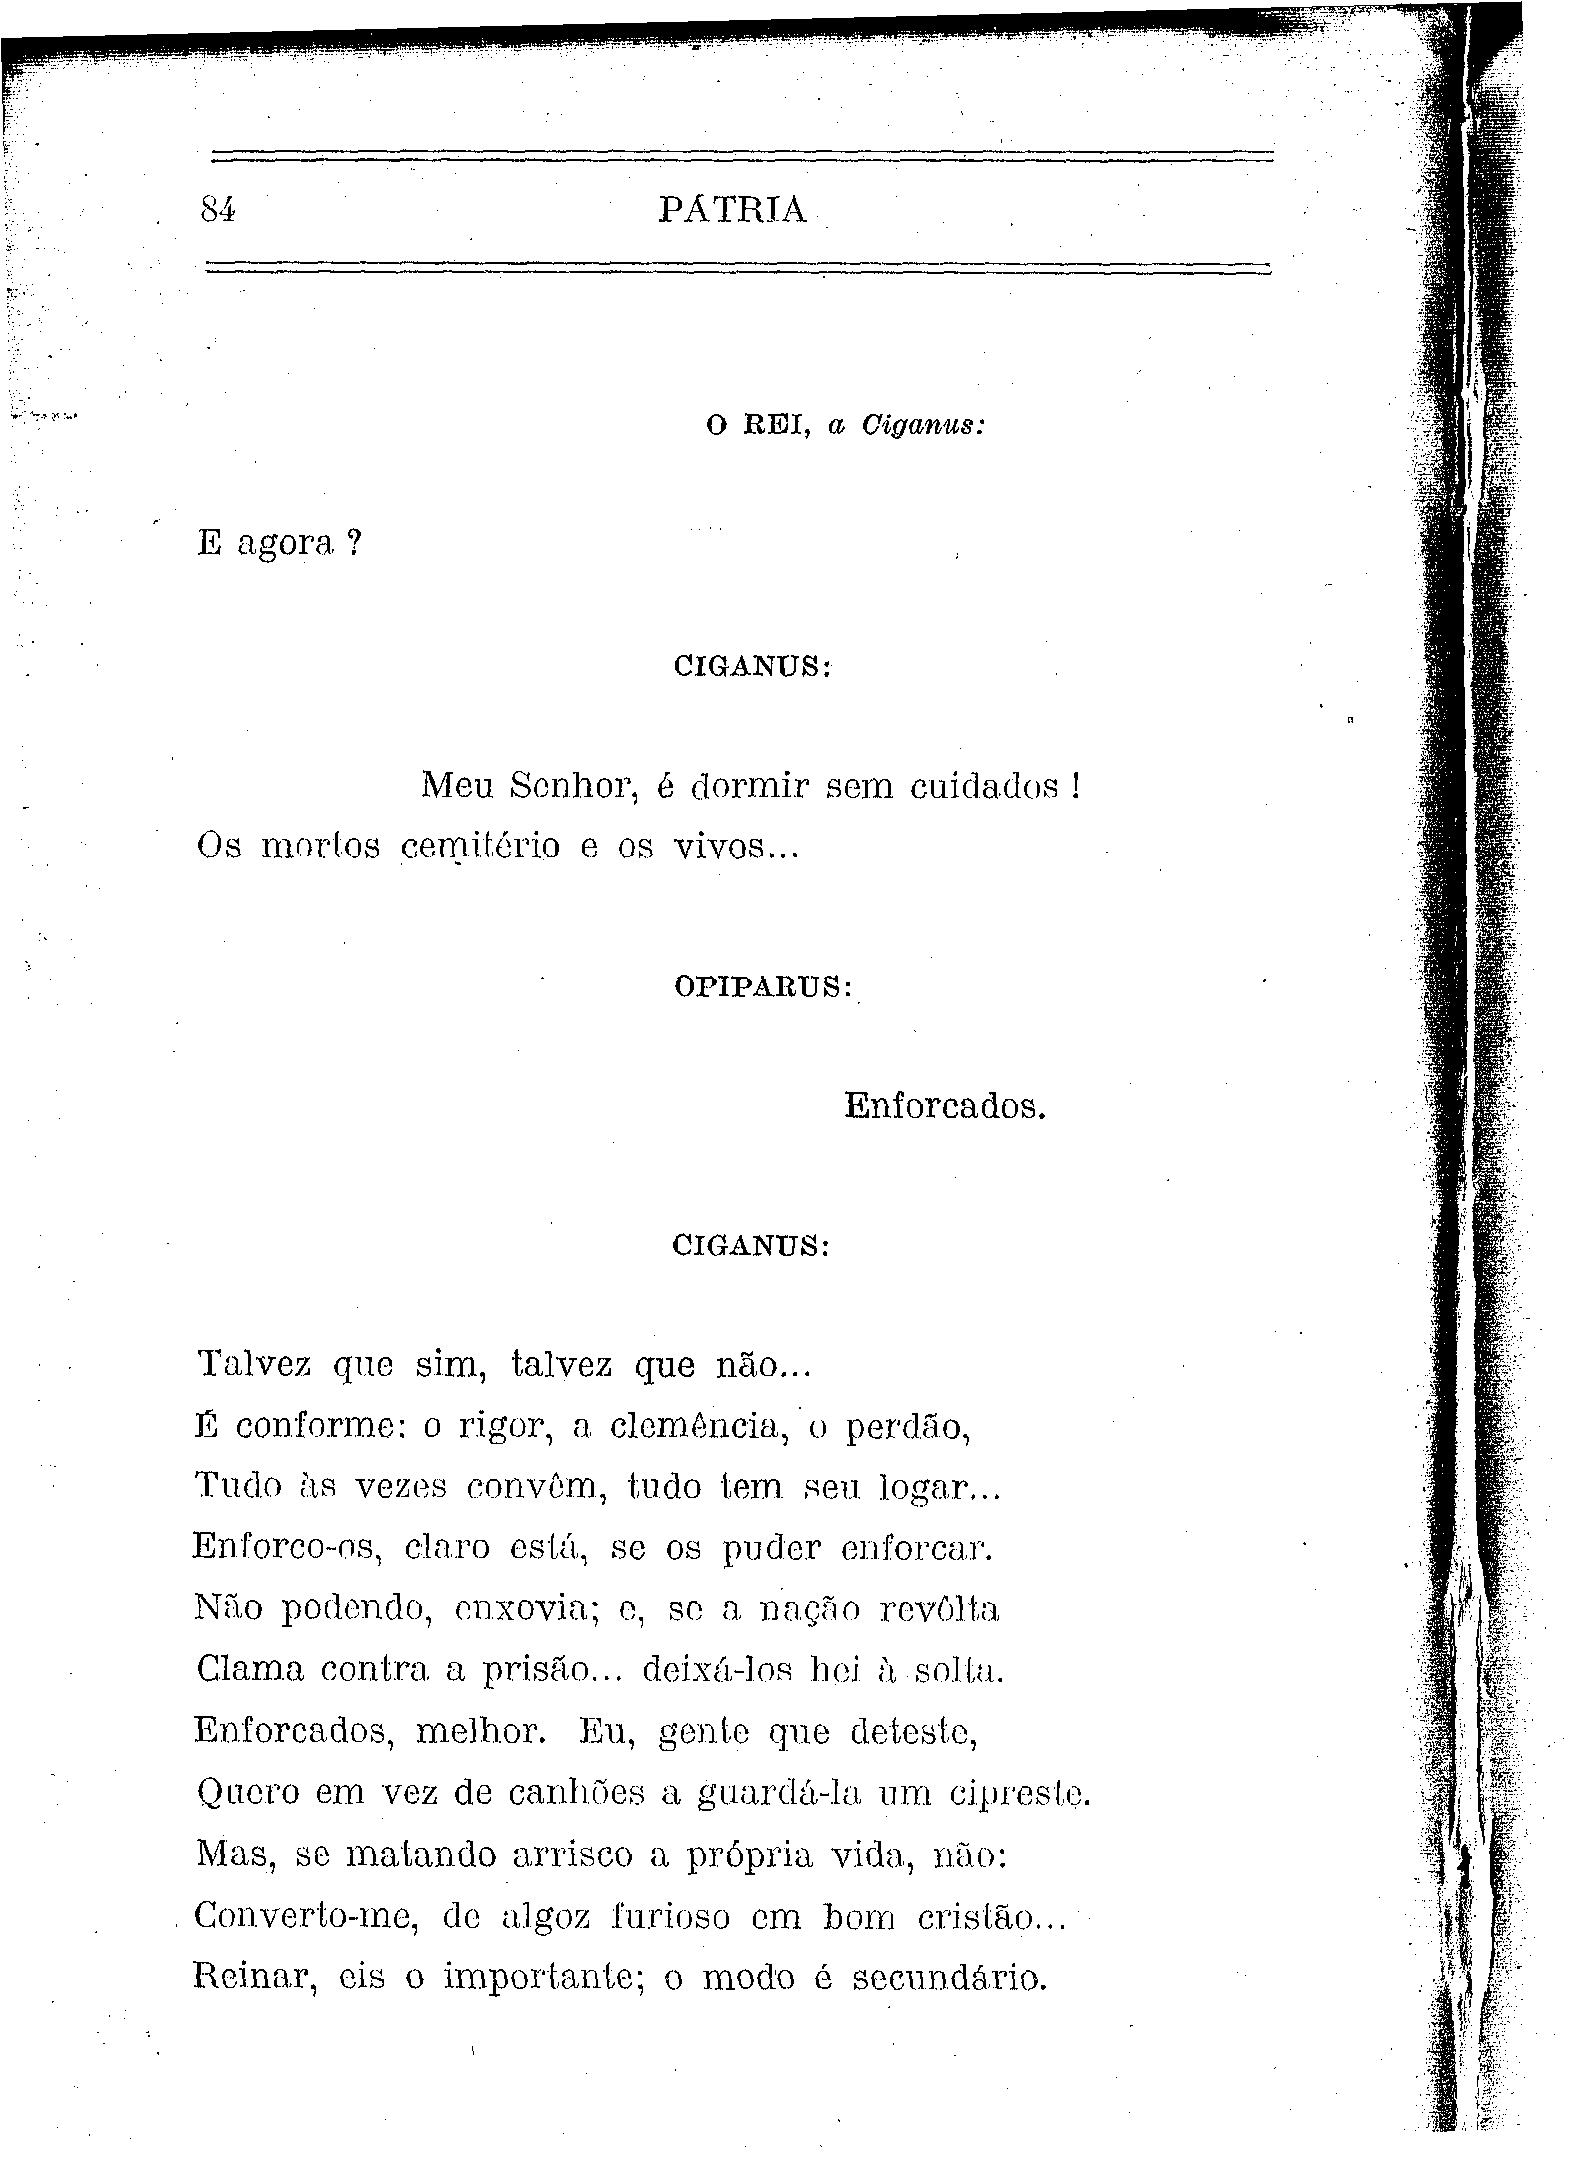 84
PÁTRIA
O REI, a Ciganus:
E agora ?
CIGANUS:
Meu Senhor, é dormir sem cuidados !
Os mortos cemitério e os vivos...
OPIPARUS:
Enforcados.
CIGANUS:
Talvez que sim, talvez que não...
É conforme: o rigor, a clemência, o perdão,
Tudo às vezes convêm, tudo tem seu logar...
Enforco-os, claro está, se os puder enforcar.
Não podendo, enxovia; e, se a nação revôlta
Clama contra a prisão... deixá-los hei à solta.
Enforcados, melhor. Eu, gente que deteste,
Quero em vez de canhões a guardá-la um cipreste.
Mas, se matando arrisco a própria vida, não:
Converto-me, de algoz furioso em bom cristão...
Reinar, eis o importante; o modo é secundário.